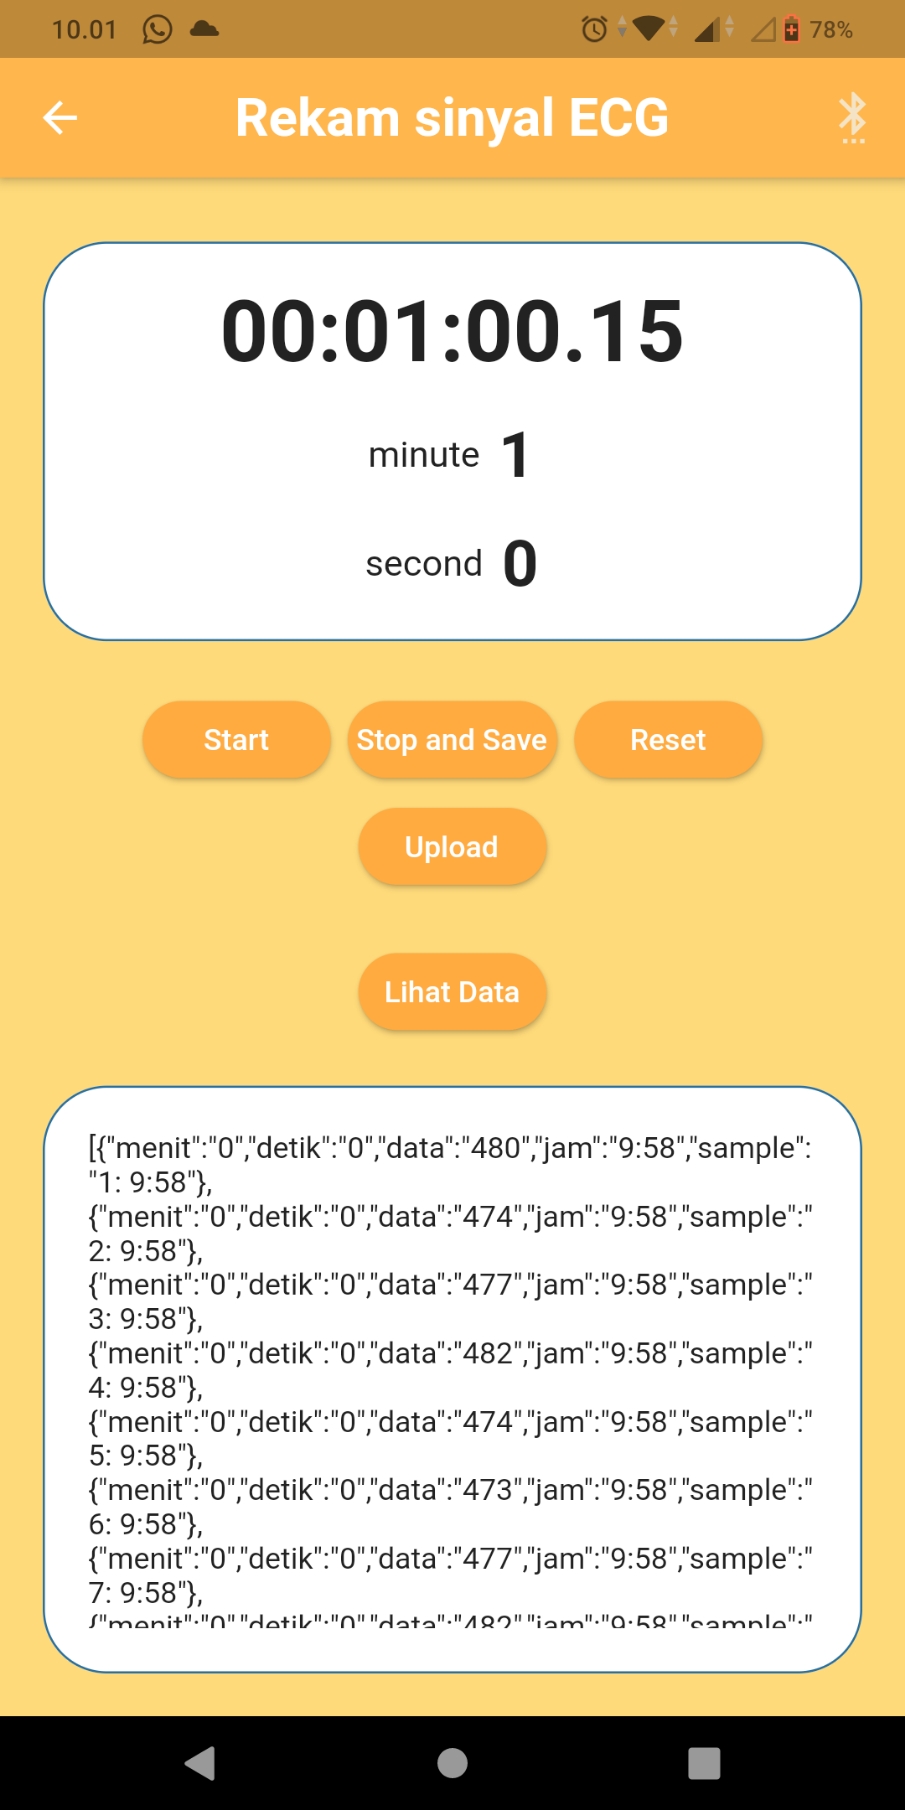 10.01
78%
Rekam sinyal ECG
00:01:00.15
minute 1
second 0
Start
Stop and Save
Reset
Upload
Lihat Data
[{"menit":"0","detik":"0","data":"480","jam":"9:58","sample":
"1: 9:58"},
{"menit":"0","detik":"0","data":"474","jam":"9:58","sample":"
2: 9:58"},
{"menit":"0","detik":"0","data":"477","jam":"9:58","sample":"
3: 9:58"},
{"menit":"0","detik":"0","data":"482","jam":"9:58","sample":"
4: 9:58"},
{"menit":"0","detik":"0","data":"474","jam":"9:58","sample":"
5: 9:58"},
{"menit":"0","detik":"0","data":"473","jam":"9:58","sample":"
6: 9:58"},
{"menit":"0","detik":"0","data":"477","jam":"9:58","sample":"
7: 9:58"},
{"menit":"0","detik":"0","data":"482","jam":"9:58","sample":"